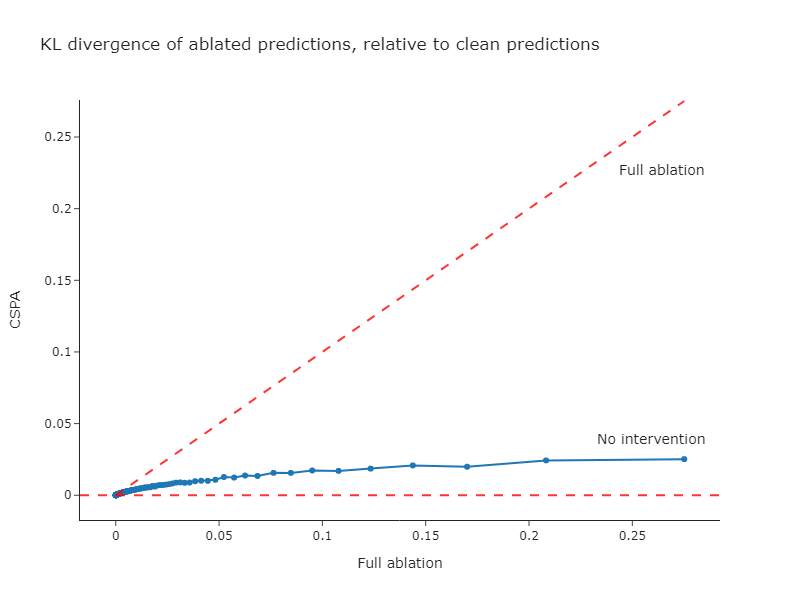 KL divergence of ablated predictions, relative to clean predictions
0.25
Full ablation
0.2
0.15
CSPA
0.1
0.05
No intervention
0
0
0.05
0.1
0.15
0.2
0.25
Full ablation